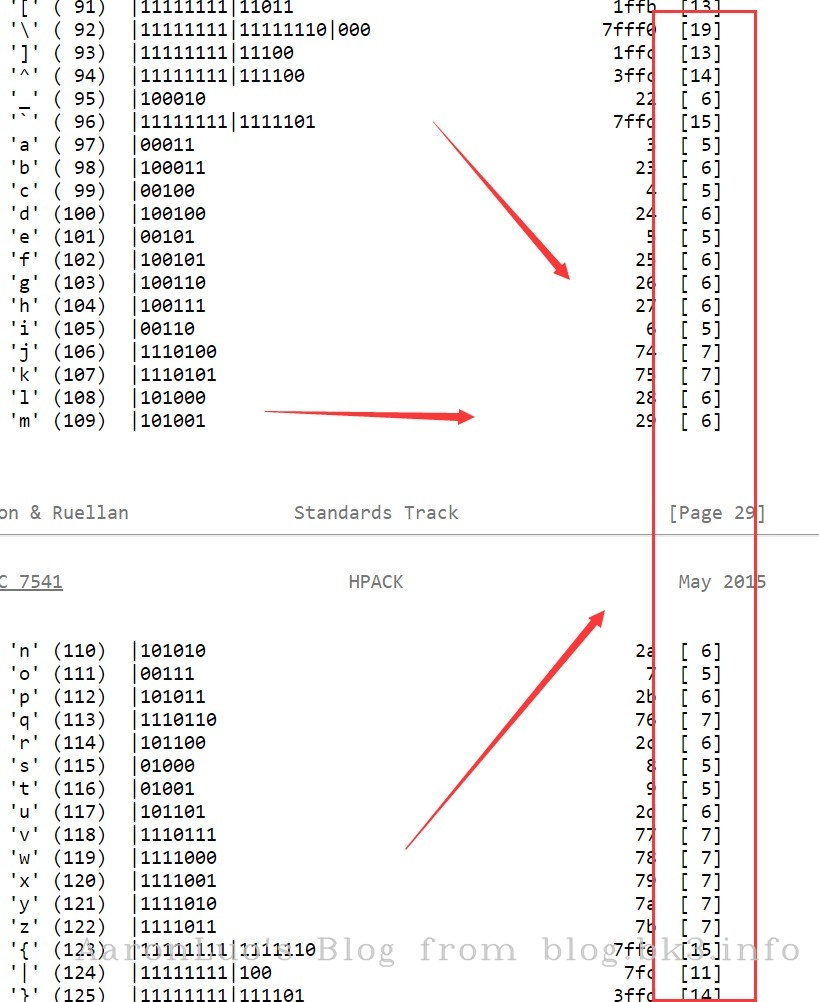 '[' ( 91) |11111111|11011 1ffb [13]
'\' ( 92) |11111111|11111110|000 7fff0 [19]
']' ( 93) |11111111|11100 1ffc [13]
'^' ( 94) |11111111|111100 3ffc [14]
'_' ( 95) |100010 22 [ 6]
'`' ( 96) |11111111|1111101 7ffd [15]
'a' ( 97) |00011 3 [ 5]
'b' ( 98) |100011 23 [ 6]
'c' ( 99) |00100 4 [ 5]
'd' (100) |100100 24 [ 6]
'e' (101) |00101 5 [ 5]
'f' (102) |100101 25 [ 6]
'g' (103) |100110 26 [ 6]
'h' (104) |100111 27 [ 6]
'i' (105) |00110 6 [ 5]
'j' (106) |1110100 74 [ 7]
'k' (107) |1110101 75 [ 7]
'l' (108) |101000 28 [ 6]
'm' (109) |101001 29 [ 6]
on & Ruellan Standards Track [Page 29]
C 7541 HPACK May 2015
'n' (110) |101010 2a [ 6]
'o' (111) |00111 7 [ 5]
'p' (112) |101011 2b [ 6]
'q' (113) |1110110 76 [ 7]
'r' (114) |101100 2c [ 6]
's' (115) |01000 8 [ 5]
't' (116) |01001 9 [ 5]
'u' (117) |101101 2d [ 6]
'v' (118) |1110111 77 [ 7]
'w' (119) |1111000 78 [ 7]
'x' (120) |1111001 79 [ 7]
'y' (121) |1111010 7a [ 7]
'z' (122) |1111011 7b [ 7]
'{' (123) |11111111|1111110 7ffe [15]
AaronLuo's Blog from blog.bk3.info
'|' (124) |11111111|100 7fc [11]
'}' (125) |11111111|111101 3ffd [14]